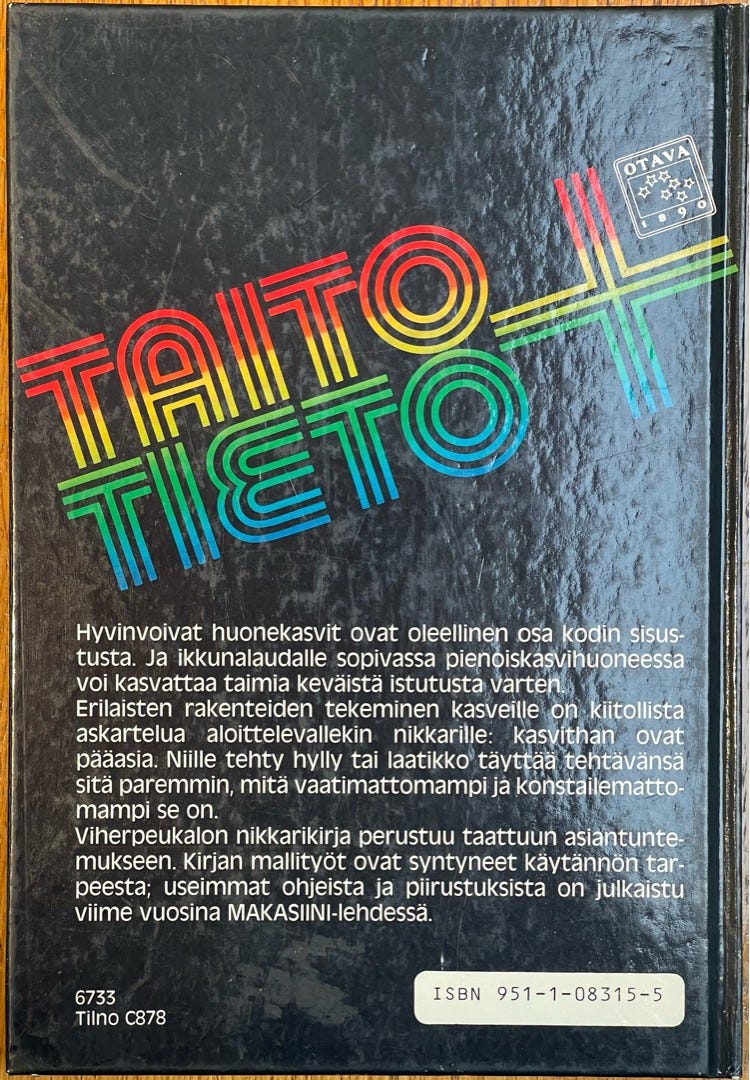 OTAVA
1890
TAITO
TIETO
+
Hyvinvoivat huonekasvit ovat oleellinen osa kodin sisus-
tusta. Ja ikkunalaudalle sopivassa pienoiskasvihuoneessa
voi kasvattaa taimia keväistä istutusta varten.
Erilaisten rakenteiden tekeminen kasveille on kiitollista
askartelua aloittelevallekin nikkarille: kasvithan ovat
pääasia. Niille tehty hylly tai laatikko täyttää tehtävänsä
sitä paremmin, mitä vaatimattomampi ja konstailematto-
mampi se on.
Viherpeukalon nikkarikirja perustuu taattuun asiantunte-
mukseen. Kirjan mallityöt ovat syntyneet käytännön tar-
peesta; useimmat ohjeista ja piirustuksista on julkaistu
viime vuosina MAKASIINI-lehdessä.
6733
Tilno C878
ISBN 951-1-08315-5